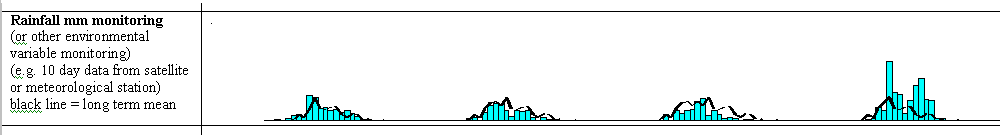 Rainfall mm monitoring
(or other environmental
variable monitoring)
(e.g. 10 day data from satellite
or meteorological station)
black line = long term mean